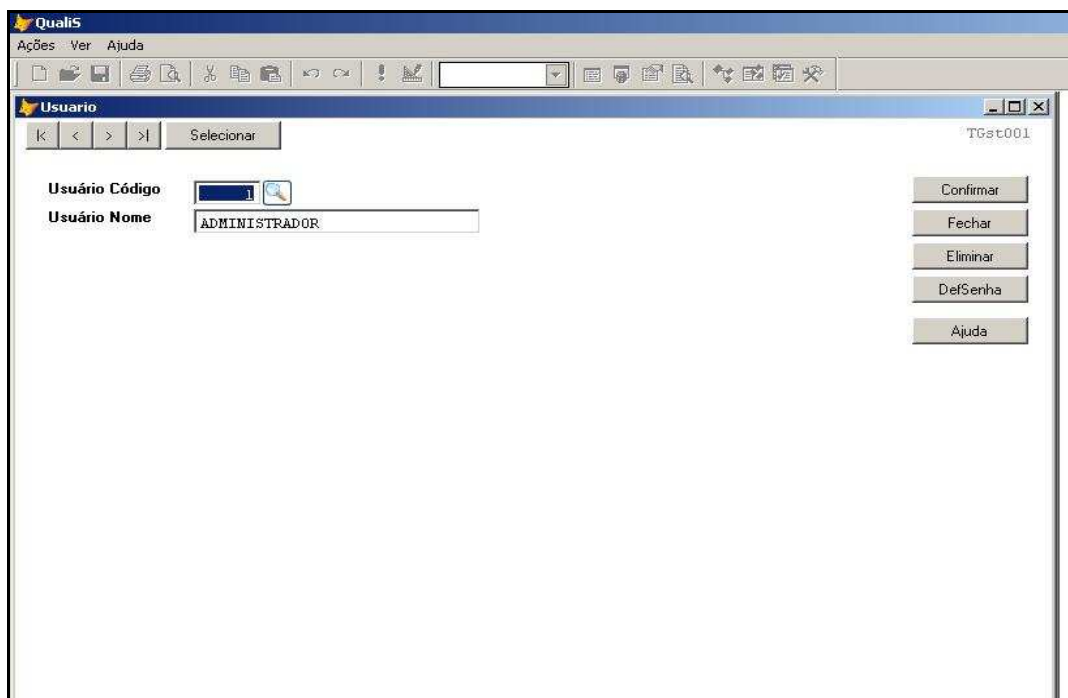 QualiS
Ações Ver Ajuda
Usuario
|< < > >| Selecionar
TGst001
Usuário Código 1
Confirmar
Usuário Nome ADMINISTRADOR
Fechar
Eliminar
DefSenha
Ajuda